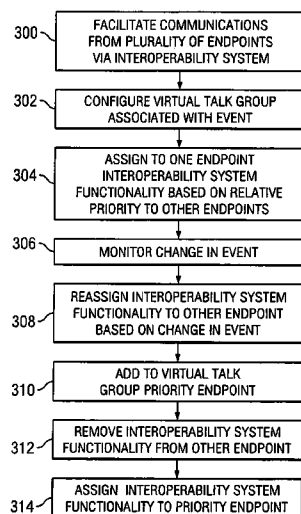 300
FACILITATE COMMUNICATIONS
FROM PLURALITY OF ENDPOINTS
VIA INTEROPERABILITY SYSTEM
302
CONFIGURE VIRTUAL TALK GROUP
ASSOCIATED WITH EVENT
304
ASSIGN TO ONE ENDPOINT
INTEROPERABILITY SYSTEM
FUNCTIONALITY BASED ON RELATIVE
PRIORITY TO OTHER ENDPOINTS
306
MONITOR CHANGE IN EVENT
308
REASSIGN INTEROPERABILITY SYSTEM
FUNCTIONALITY TO OTHER ENDPOINT
BASED ON CHANGE IN EVENT
310
ADD TO VIRTUAL TALK
GROUP PRIORITY ENDPOINT
312
REMOVE INTEROPERABILITY SYSTEM
FUNCTIONALITY FROM OTHER ENDPOINT
314
ASSIGN INTEROPERABILITY SYSTEM
FUNCTIONALITY TO PRIORITY ENDPOINT